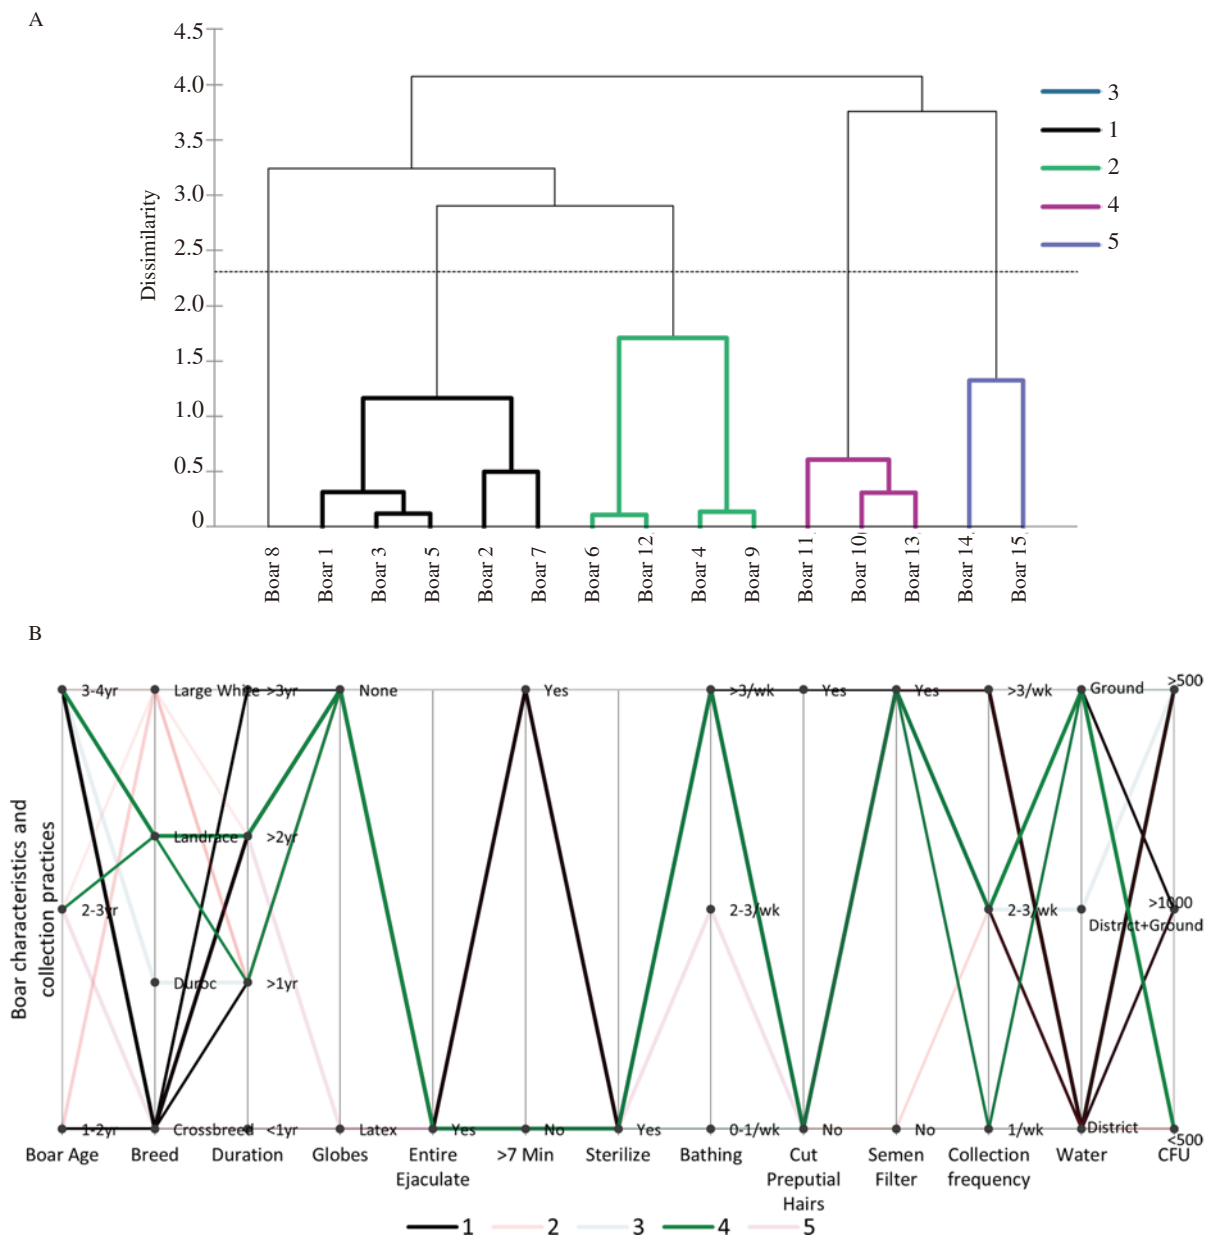 A
4.5
4.0
3.5
3.0
2.5
2.0
1.5
1.0
0.5
0
Dissimilarity
3
1
2
4
5
Boar 8
Boar 1
Boar 3
Boar 5
Boar 2
Boar 7
Boar 6
Boar 12
Boar 4
Boar 9
Boar 11
Boar 10
Boar 13
Boar 14
Boar 15
B
Boar characteristics and
collection practices
3-4yr
2-3yr
1-2yr
Large White
Landrace
Duroc
Crossbreed
>3yr
>2yr
>1yr
<1yr
None
Latex
Yes
Yes
No
Yes
>3/wk
2-3/wk
0-1/wk
Yes
No
Yes
No
>3/wk
2-3/wk
1/wk
Ground
District+Ground
District
>500
>1000
<500
Boar Age
Breed
Duration
Globes
Entire
Ejaculate
>7 Min
Sterilize
Bathing
Cut
Preputial
Hairs
Semen
Filter
Collection
frequency
Water
CFU
1
2
3
4
5